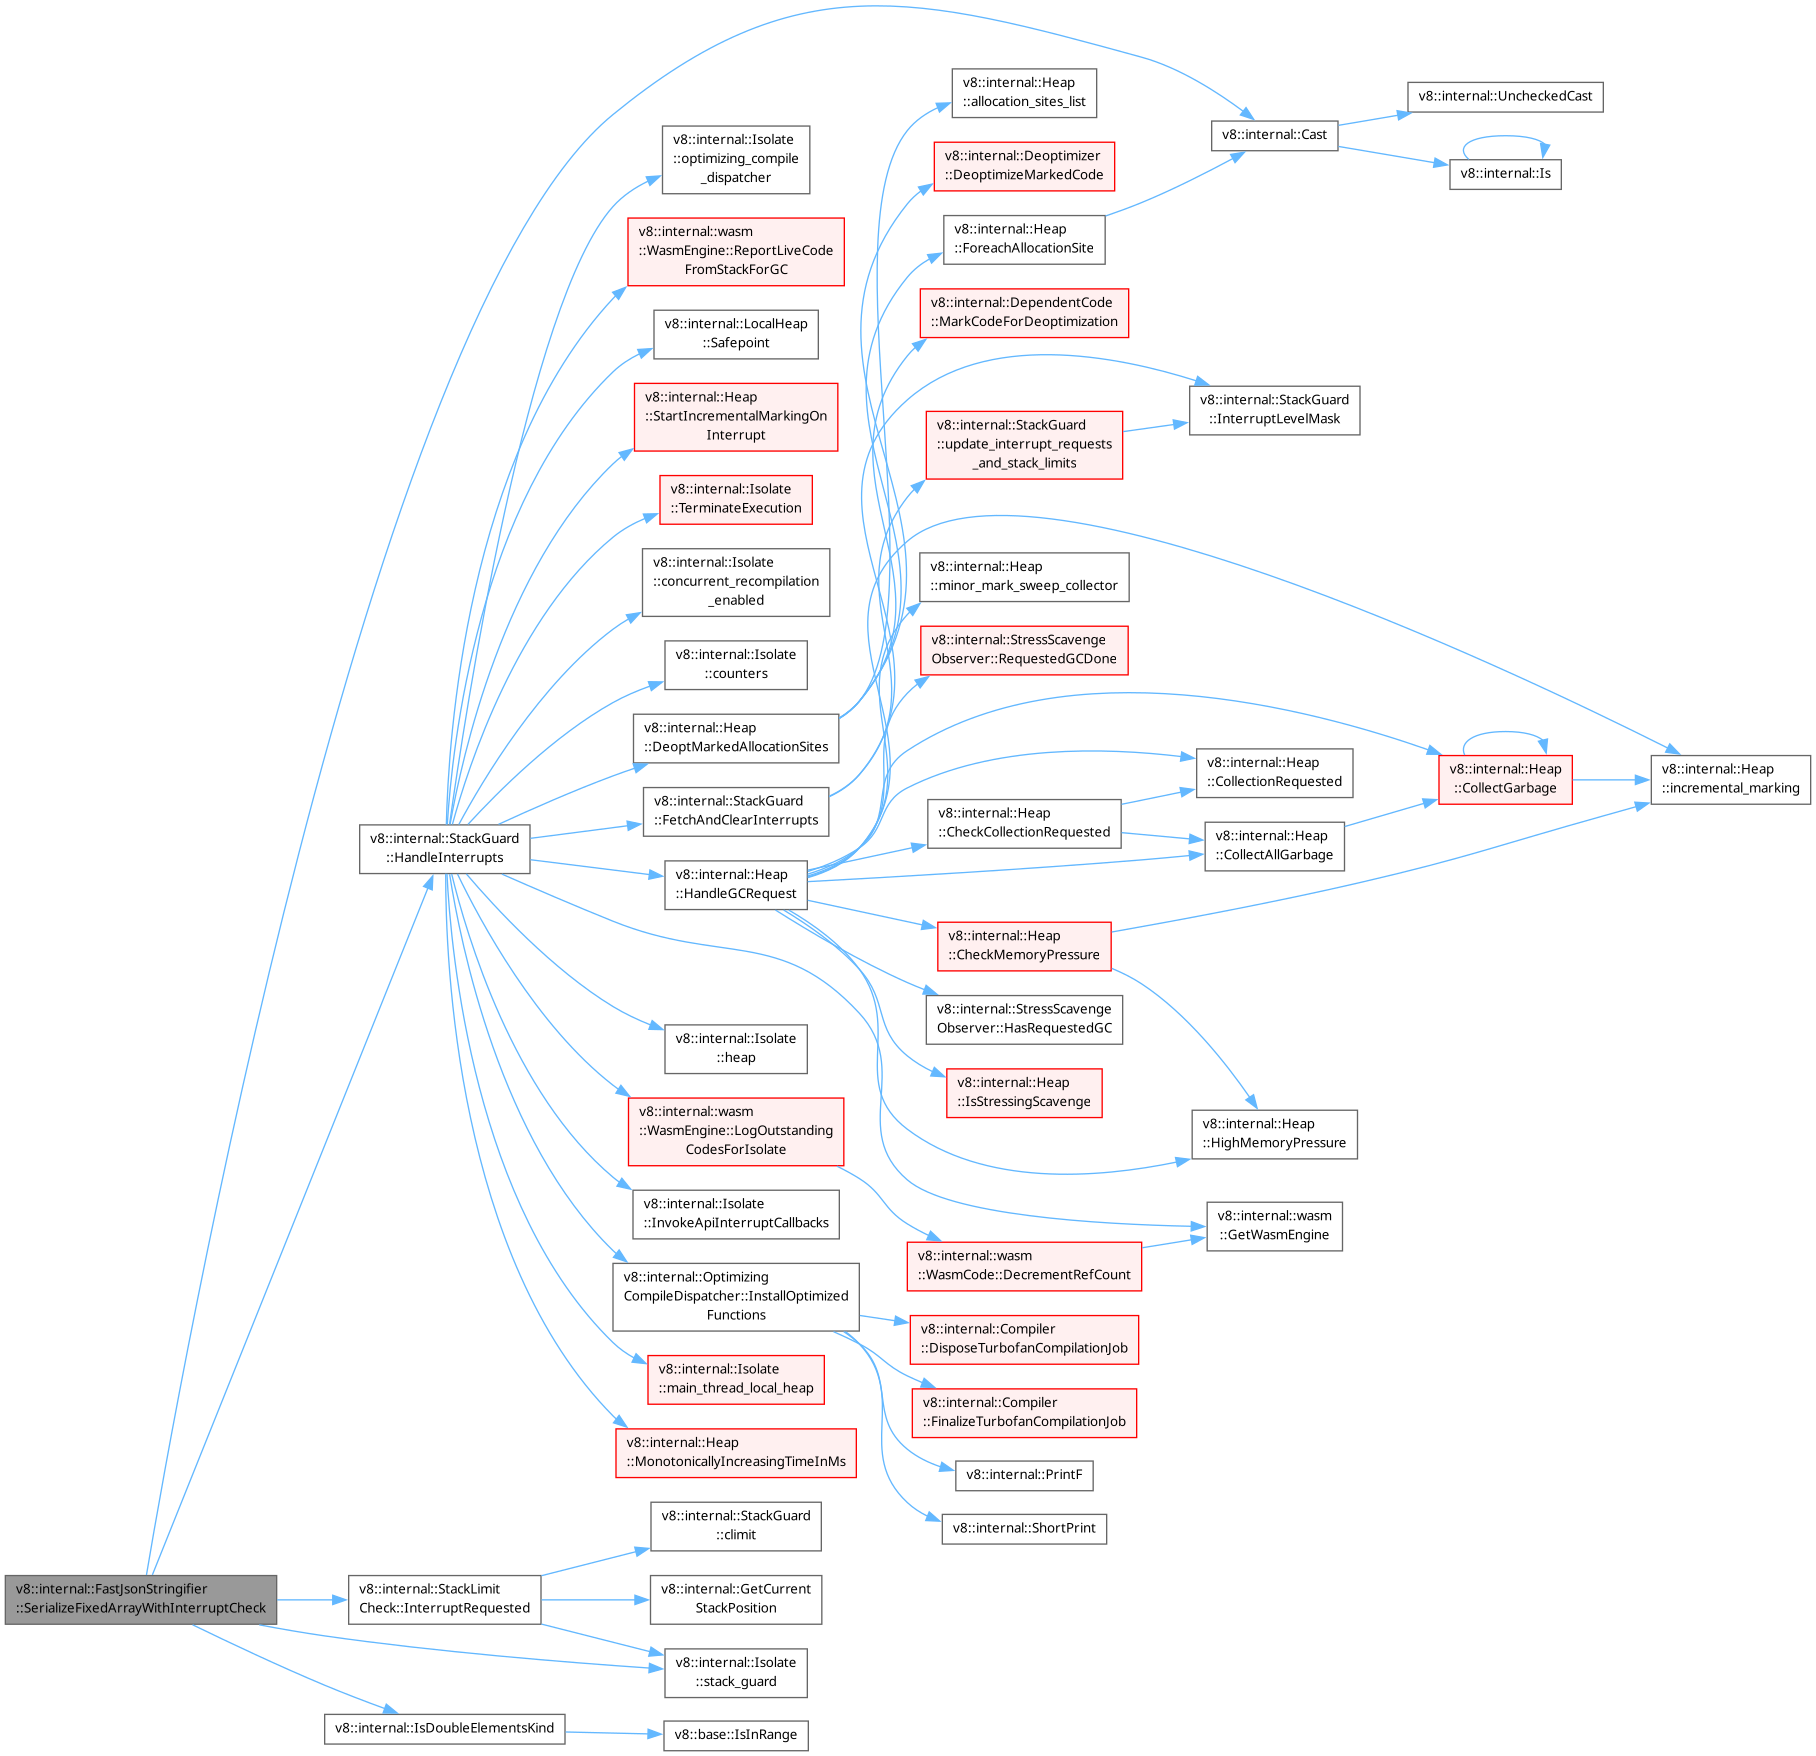 v8::internal::Heap
::allocation_sites_list
v8::internal::UncheckedCast
v8::internal::Cast
v8::internal::Isolate
::optimizing_compile
_dispatcher
v8::internal::Deoptimizer
::DeoptimizeMarkedCode
v8::internal::Is
v8::internal::wasm
::WasmEngine::ReportLiveCode
FromStackForGC
v8::internal::Heap
::ForeachAllocationSite
v8::internal::LocalHeap
::Safepoint
v8::internal::DependentCode
::MarkCodeForDeoptimization
v8::internal::Heap
::StartIncrementalMarkingOn
Interrupt
v8::internal::StackGuard
::InterruptLevelMask
v8::internal::StackGuard
::update_interrupt_requests
_and_stack_limits
v8::internal::Isolate
::TerminateExecution
v8::internal::Isolate
::concurrent_recompilation
_enabled
v8::internal::Heap
::minor_mark_sweep_collector
v8::internal::Isolate
::counters
v8::internal::StressScavenge
Observer::RequestedGCDone
v8::internal::Heap
::DeoptMarkedAllocationSites
v8::internal::Heap
::CollectionRequested
v8::internal::Heap
::CollectGarbage
v8::internal::Heap
::incremental_marking
v8::internal::StackGuard
::HandleInterrupts
v8::internal::StackGuard
::FetchAndClearInterrupts
v8::internal::Heap
::CheckCollectionRequested
v8::internal::Heap
::CollectAllGarbage
v8::internal::Heap
::HandleGCRequest
v8::internal::Heap
::CheckMemoryPressure
v8::internal::StressScavenge
Observer::HasRequestedGC
v8::internal::Isolate
::heap
v8::internal::Heap
::IsStressingScavenge
v8::internal::wasm
::WasmEngine::LogOutstanding
CodesForIsolate
v8::internal::Heap
::HighMemoryPressure
v8::internal::Isolate
::InvokeApiInterruptCallbacks
v8::internal::wasm
::GetWasmEngine
v8::internal::wasm
::WasmCode::DecrementRefCount
v8::internal::Optimizing
CompileDispatcher::InstallOptimized
Functions
v8::internal::Compiler
::DisposeTurbofanCompilationJob
v8::internal::Isolate
::main_thread_local_heap
v8::internal::Compiler
::FinalizeTurbofanCompilationJob
v8::internal::Heap
::MonotonicallyIncreasingTimeInMs
v8::internal::PrintF
v8::internal::ShortPrint
v8::internal::StackGuard
::climit
v8::internal::FastJsonStringifier
::SerializeFixedArrayWithInterruptCheck
v8::internal::StackLimit
Check::InterruptRequested
v8::internal::GetCurrent
StackPosition
v8::internal::Isolate
::stack_guard
v8::internal::IsDoubleElementsKind
v8::base::IsInRange